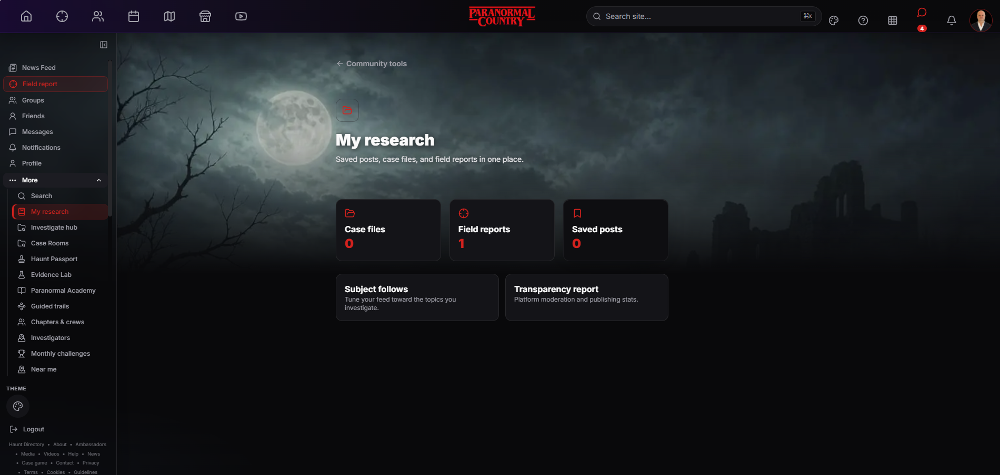 PARANORMAL
COUNTRY
Search site...
⌘K
4
News Feed
Field report
Groups
Friends
Messages
Notifications
Profile
More
Search
My research
Investigate hub
Case Rooms
Haunt Passport
Evidence Lab
Paranormal Academy
Guided trails
Chapters & crews
Investigators
Monthly challenges
Near me
THEME
Logout
Haunt Directory • About • Ambassadors
• Media • Videos • Help • News
• Case game • Contact • Privacy
• Terms • Cookies • Guidelines
← Community tools
My research
Saved posts, case files, and field reports in one place.
Case files
0
Field reports
1
Saved posts
0
Subject follows
Tune your feed toward the topics you
investigate.
Transparency report
Platform moderation and publishing stats.